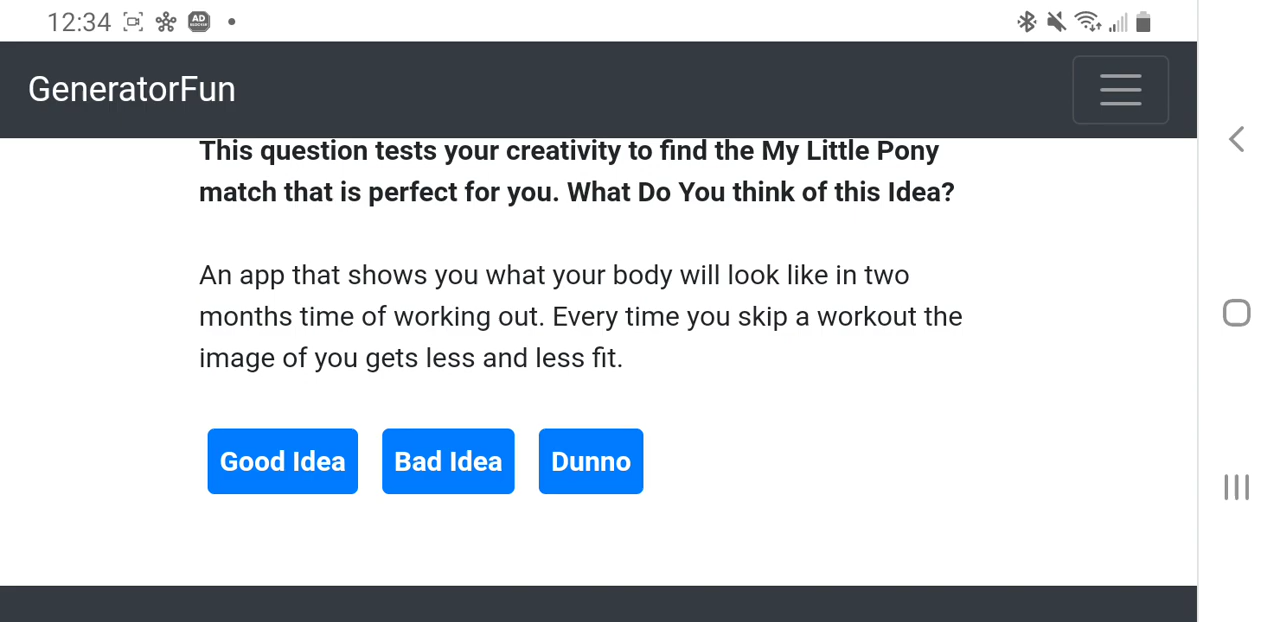 12:34
AD
GeneratorFun
This question tests your creativity to find the My Little Pony
match that is perfect for you. What Do You think of this Idea?
An app that shows you what your body will look like in two
months time of working out. Every time you skip a workout the
image of you gets less and less fit.
Good Idea Bad Idea Dunno